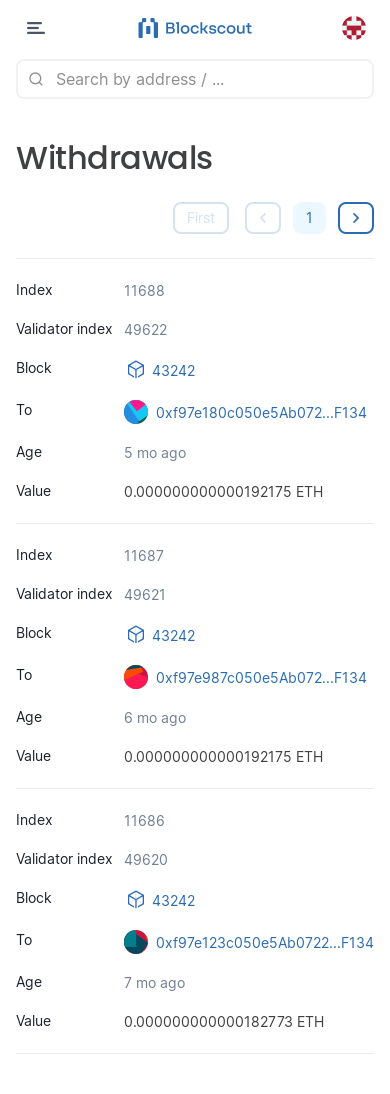 Blockscout
Search by address / ...
Withdrawals
First
1
Index 11688
Validator index 49622
Block 43242
To 0xf97e180c050e5Ab072...F134
Age 5 mo ago
Value 0.000000000000192175 ETH
Index 11687
Validator index 49621
Block 43242
To 0xf97e987c050e5Ab072...F134
Age 6 mo ago
Value 0.000000000000192175 ETH
Index 11686
Validator index 49620
Block 43242
To 0xf97e123c050e5Ab0722...F134
Age 7 mo ago
Value 0.000000000000182773 ETH